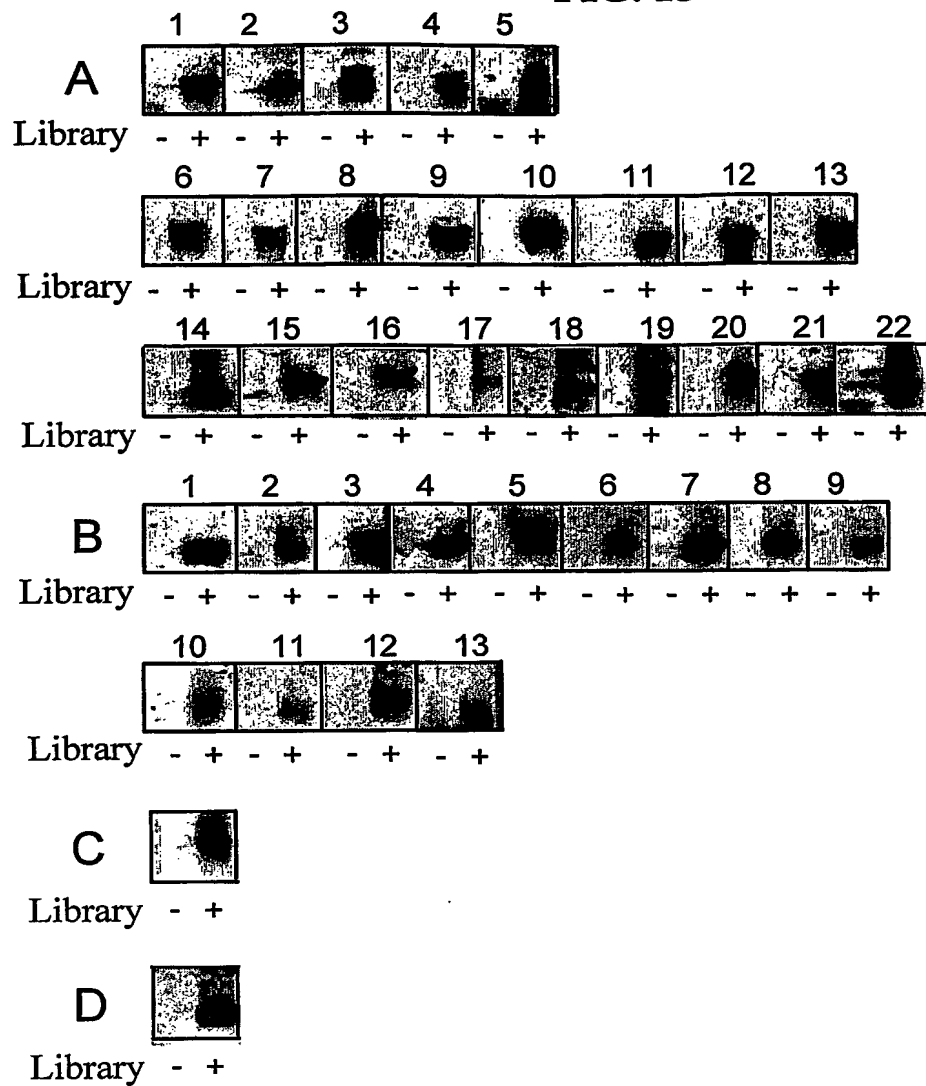 1 2 3 4 5
A
Library - + - + - + - + - +
6 7 8 9 10 11 12 13
Library - + - + - + - + - + - + - + - +
14 15 16 17 18 19 20 21 22
Library - + - + - + - + - + - + - + - + - +
1 2 3 4 5 6 7 8 9
B
Library - + - + - + - + - + - + - + - + - +
10 11 12 13
Library - + - + - + - +
C
Library - +
D
Library - +